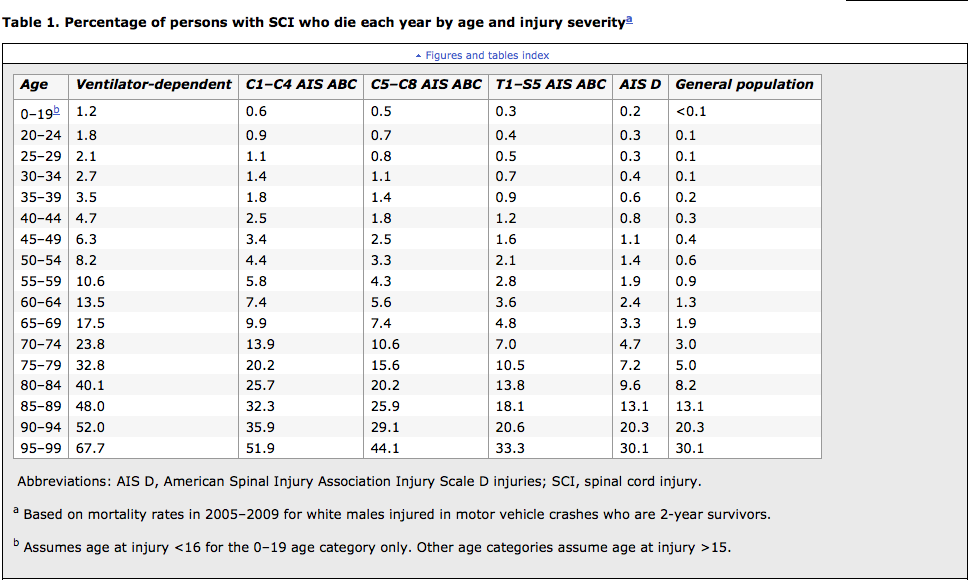 Table 1. Percentage of persons with SCI who die each year by age and injury severitya
Figures and tables index
Age Ventilator-dependent C1–C4 AIS ABC C5–C8 AIS ABC T1–S5 AIS ABC AIS D General population
0–19b 1.2 0.6 0.5 0.3 0.2 <0.1
20–24 1.8 0.9 0.7 0.4 0.3 0.1
25–29 2.1 1.1 0.8 0.5 0.3 0.1
30–34 2.7 1.4 1.1 0.7 0.4 0.1
35–39 3.5 1.8 1.4 0.9 0.6 0.2
40–44 4.7 2.5 1.8 1.2 0.8 0.3
45–49 6.3 3.4 2.5 1.6 1.1 0.4
50–54 8.2 4.4 3.3 2.1 1.4 0.6
55–59 10.6 5.8 4.3 2.8 1.9 0.9
60–64 13.5 7.4 5.6 3.6 2.4 1.3
65–69 17.5 9.9 7.4 4.8 3.3 1.9
70–74 23.8 13.9 10.6 7.0 4.7 3.0
75–79 32.8 20.2 15.6 10.5 7.2 5.0
80–84 40.1 25.7 20.2 13.8 9.6 8.2
85–89 48.0 32.3 25.9 18.1 13.1 13.1
90–94 52.0 35.9 29.1 20.6 20.3 20.3
95–99 67.7 51.9 44.1 33.3 30.1 30.1
Abbreviations: AIS D, American Spinal Injury Association Injury Scale D injuries; SCI, spinal cord injury.
a Based on mortality rates in 2005–2009 for white males injured in motor vehicle crashes who are 2-year survivors.
b Assumes age at injury <16 for the 0–19 age category only. Other age categories assume age at injury >15.